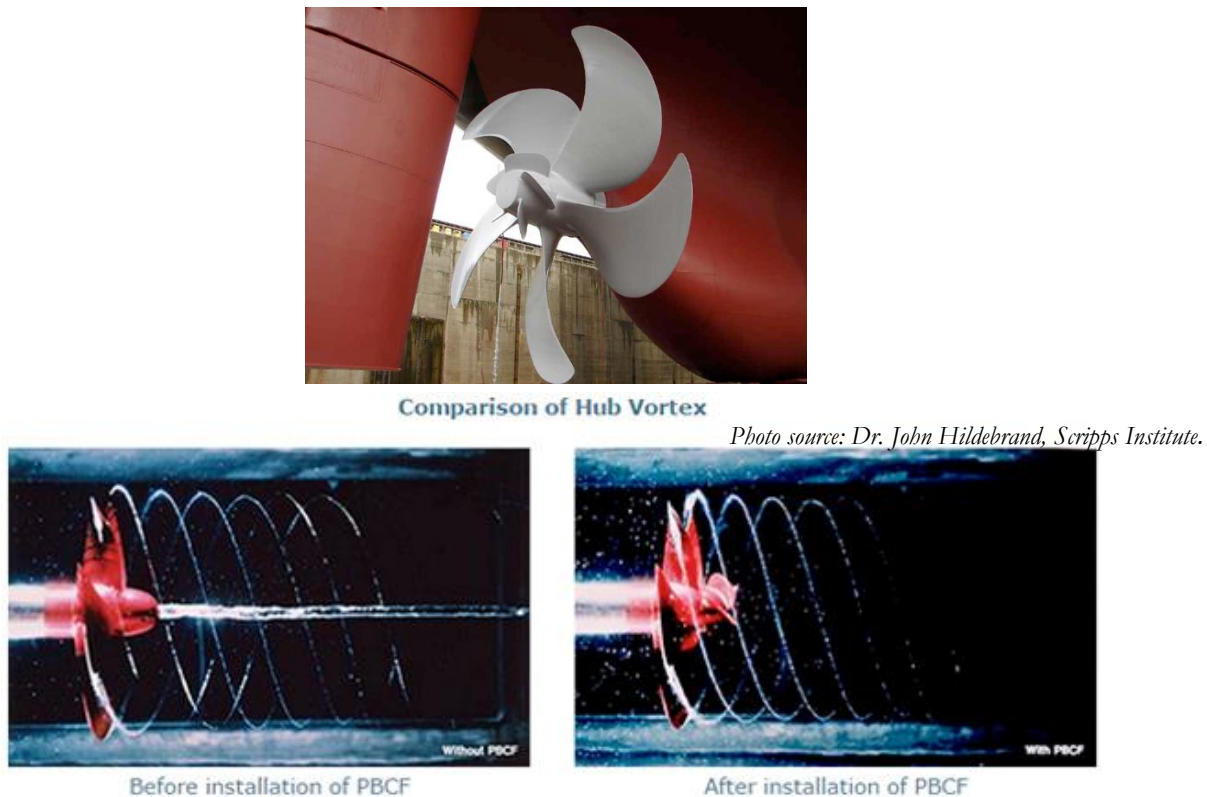 Comparison of Hub Vortex
Photo source: Dr. John Hildebrand, Scripps Institute.
Without PBCF
With PBCF
Before installation of PBCF
After installation of PBCF